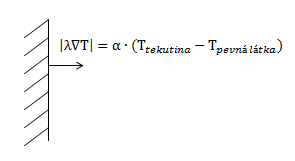 |λ∇T| = α · (T_tekutina − T_pevná látka)